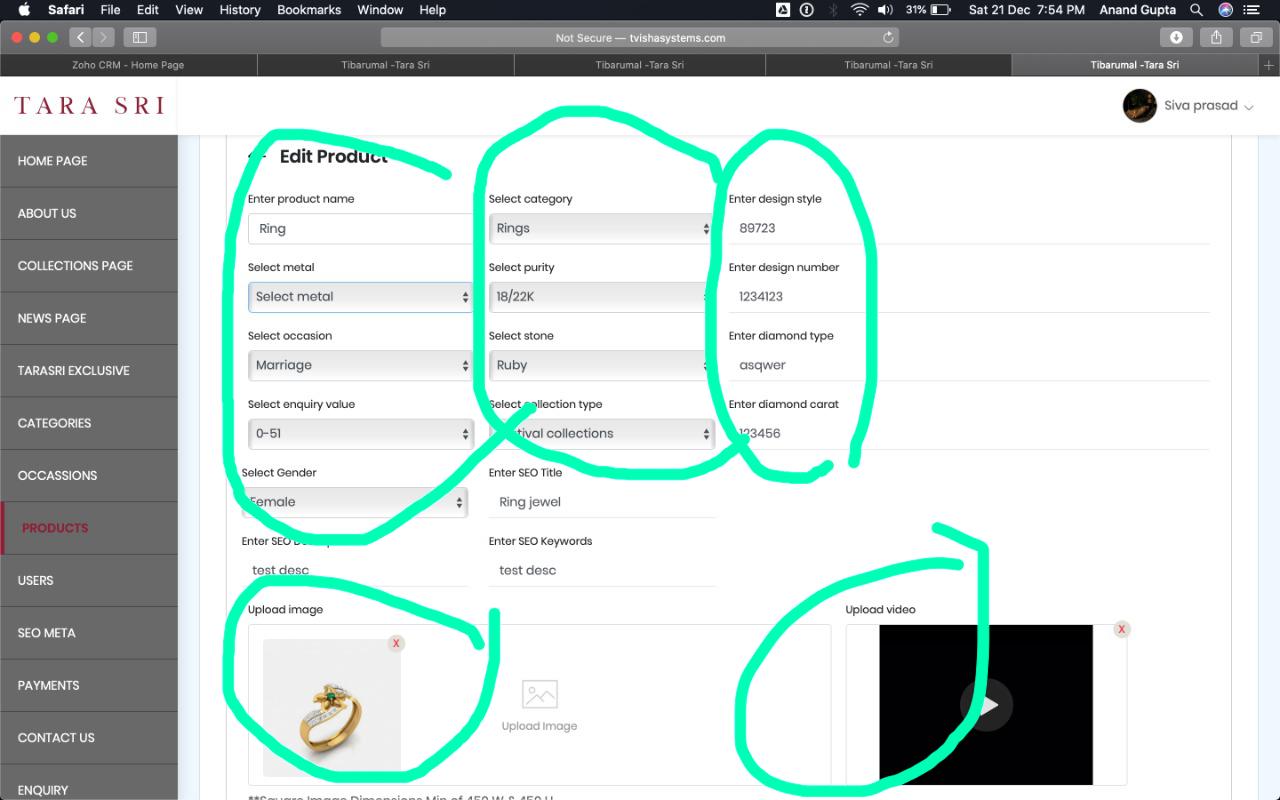 Safari File Edit View History Bookmarks Window Help 31% Sat 21 Dec 7:54 PM Anand Gupta
Not Secure — tvishasystems.com
Zoho CRM - Home Page Tibarumal -Tara Sri Tibarumal -Tara Sri Tibarumal -Tara Sri Tibarumal -Tara Sri
TARA SRI
Siva prasad
HOME PAGE
ABOUT US
COLLECTIONS PAGE
NEWS PAGE
TARASRI EXCLUSIVE
CATEGORIES
OCCASSIONS
PRODUCTS
USERS
SEO META
PAYMENTS
CONTACT US
ENQUIRY
Edit Product
Enter product name Select category Enter design style
Ring Rings 89723
Select metal Select purity Enter design number
Select metal 18/22K 1234123
Select occasion Select stone Enter diamond type
Marriage Ruby asqwer
Select enquiry value Select collection type Enter diamond carat
0-51 collections 123456
Select Gender Enter SEO Title
Female Ring jewel
Enter SEO Enter SEO Keywords
test desc test desc
Upload image Upload video
X X
Upload Image
**Square Image Dimensions Min of 450 W & 450 H